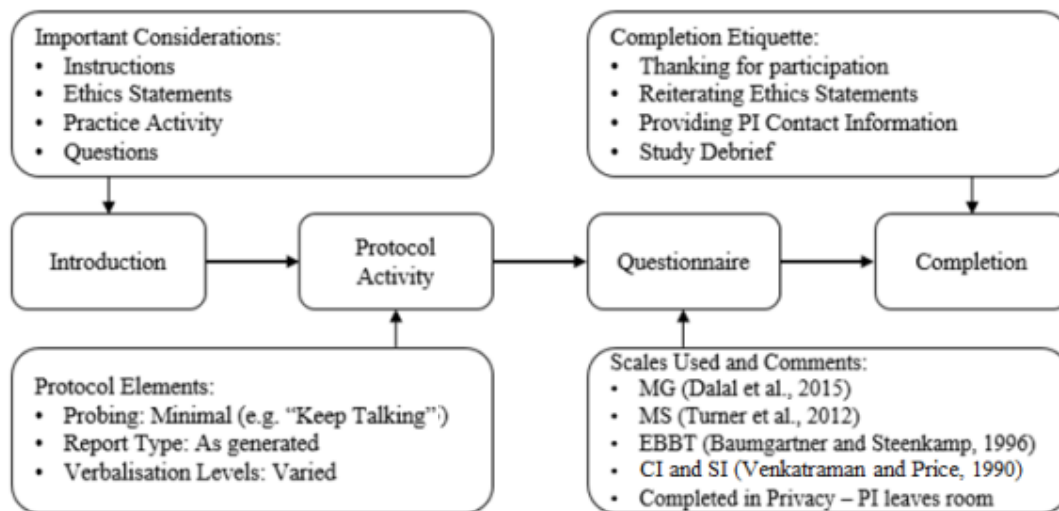 Important Considerations:
• Instructions
• Ethics Statements
• Practice Activity
• Questions
Completion Etiquette:
• Thanking for participation
• Reiterating Ethics Statements
• Providing PI Contact Information
• Study Debrief
Introduction
Protocol
Activity
Questionnaire
Completion
Protocol Elements:
• Probing: Minimal (e.g. “Keep Talking”)
• Report Type: As generated
• Verbalisation Levels: Varied
Scales Used and Comments:
• MG (Dalal et al., 2015)
• MS (Turner et al., 2012)
• EBBT (Baumgartner and Steenkamp, 1996)
• CI and SI (Venkatraman and Price, 1990)
• Completed in Privacy – PI leaves room